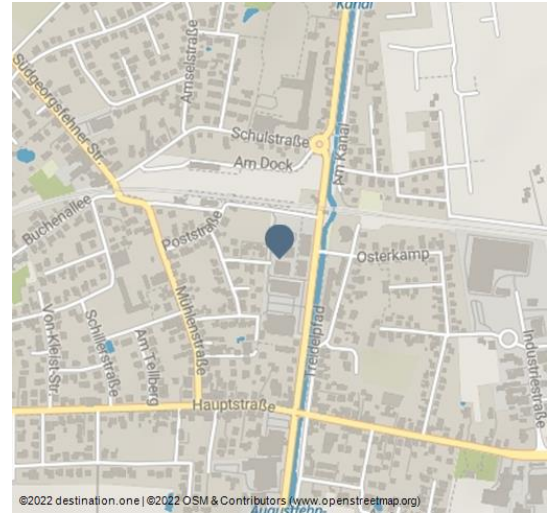 Kanal
Amselstraße
Südgeorgsfehner Str.
Schulstraße
Am Dock
Am Kanal
Buchenallee
Poststraße
Osterkamp
Von-Kleist-Str.
Schillerstraße
Am Tellberg
Mühlenstraße
Treidelpfad
Industriestraße
Hauptstraße
©2022 destination.one | ©2022 OSM & Contributors (www.openstreetmap.org)
Augustfehn-